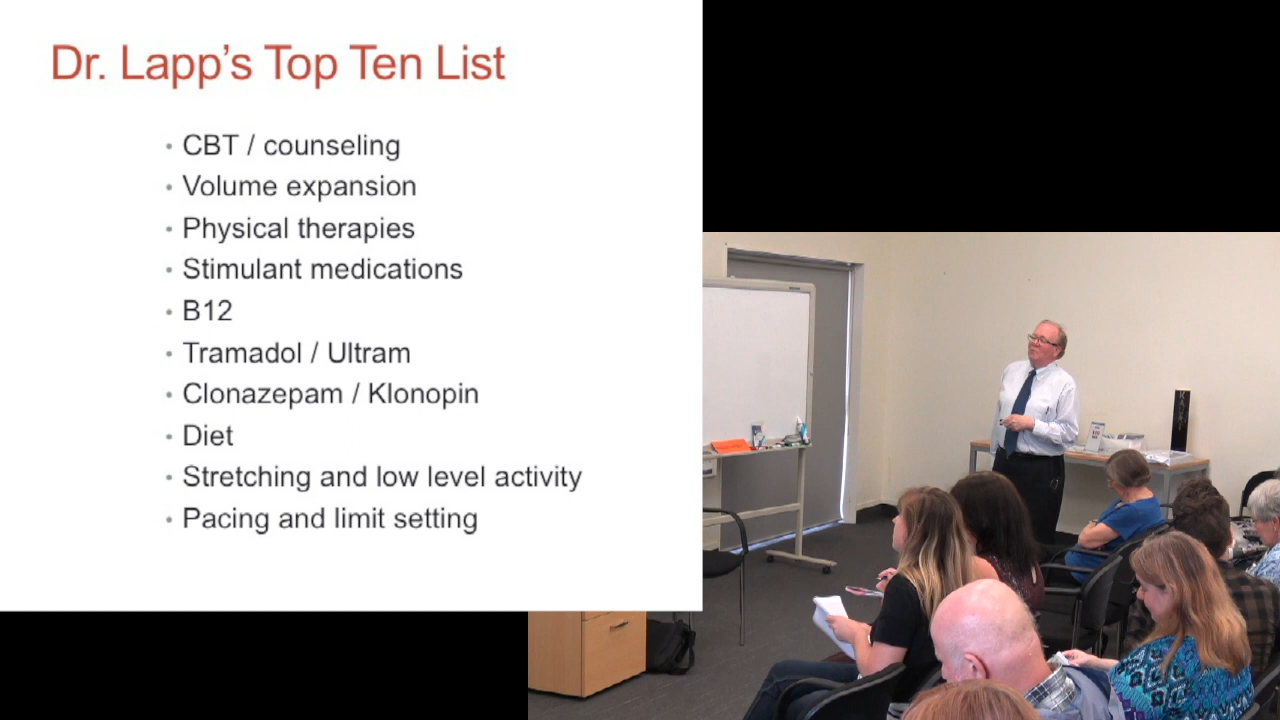 Dr. Lapp's Top Ten List
• CBT / counseling
• Volume expansion
• Physical therapies
• Stimulant medications
• B12
• Tramadol / Ultram
• Clonazepam / Klonopin
• Diet
• Stretching and low level activity
• Pacing and limit setting